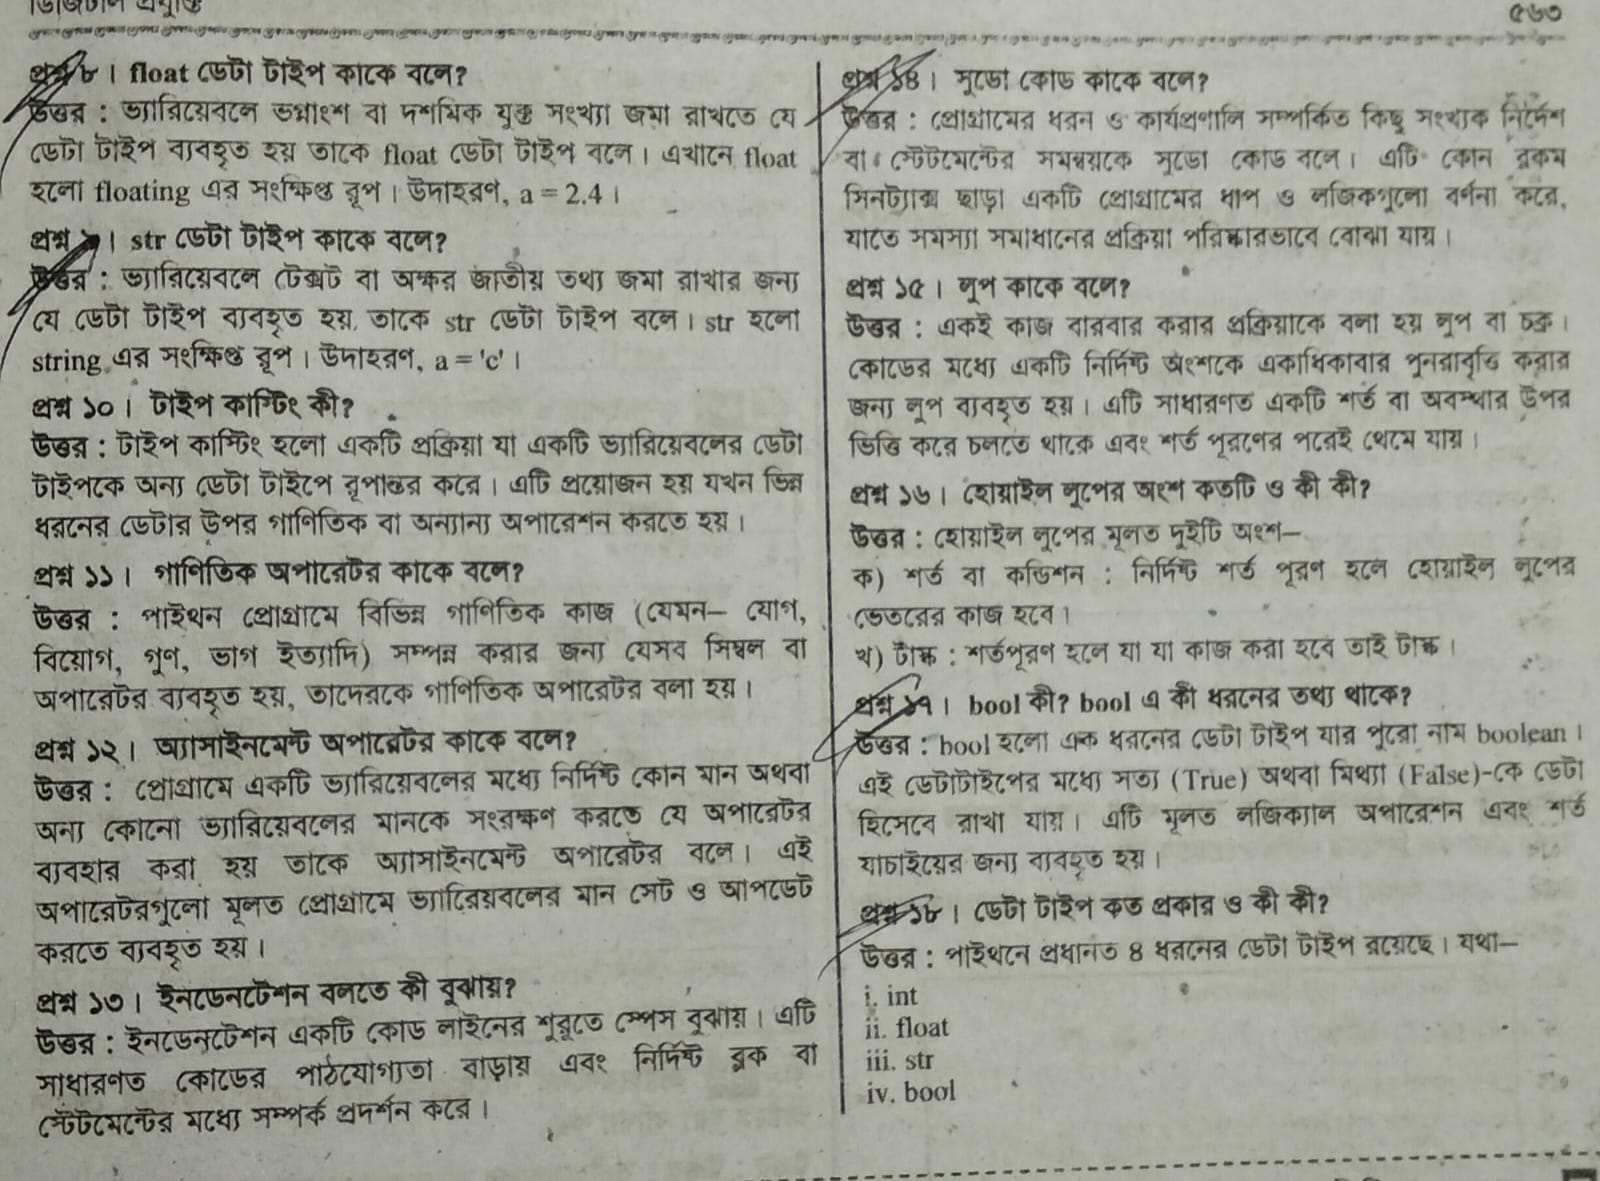 ডিজিটাল প্রযুক্তি
৫৬৩
প্রশ্ন ৮। float ডেটা টাইপ কাকে বলে?
উত্তর : ভ্যারিয়েবলে ভগ্নাংশ বা দশমিক যুক্ত সংখ্যা জমা রাখতে যে
ডেটা টাইপ ব্যবহৃত হয় তাকে float ডেটা টাইপ বলে। এখানে float
হলো floating এর সংক্ষিপ্ত রূপ। উদাহরণ, a = 2.4।
প্রশ্ন ৯। str ডেটা টাইপ কাকে বলে?
উত্তর : ভ্যারিয়েবলে টেক্সট বা অক্ষর জাতীয় তথ্য জমা রাখার জন্য
যে ডেটা টাইপ ব্যবহৃত হয়, তাকে str ডেটা টাইপ বলে। str হলো
string এর সংক্ষিপ্ত রূপ। উদাহরণ, a = 'c'।
প্রশ্ন ১০। টাইপ কাস্টিং কী?
উত্তর : টাইপ কাস্টিং হলো একটি প্রক্রিয়া যা একটি ভ্যারিয়েবলের ডেটা
টাইপকে অন্য ডেটা টাইপে রূপান্তর করে। এটি প্রয়োজন হয় যখন ভিন্ন
ধরনের ডেটার উপর গাণিতিক বা অন্যান্য অপারেশন করতে হয়।
প্রশ্ন ১১। গাণিতিক অপারেটর কাকে বলে?
উত্তর : পাইথন প্রোগ্রামে বিভিন্ন গাণিতিক কাজ (যেমন– যোগ,
বিয়োগ, গুণ, ভাগ ইত্যাদি) সম্পন্ন করার জন্য যেসব সিম্বল বা
অপারেটর ব্যবহৃত হয়, তাদেরকে গাণিতিক অপারেটর বলা হয়।
প্রশ্ন ১২। অ্যাসাইনমেন্ট অপারেটর কাকে বলে?
উত্তর : প্রোগ্রামে একটি ভ্যারিয়েবলের মধ্যে নির্দিষ্ট কোন মান অথবা
অন্য কোনো ভ্যারিয়েবলের মানকে সংরক্ষণ করতে যে অপারেটর
ব্যবহার করা হয় তাকে অ্যাসাইনমেন্ট অপারেটর বলে। এই
অপারেটরগুলো মূলত প্রোগ্রামে ভ্যারিয়েবলের মান সেট ও আপডেট
করতে ব্যবহৃত হয়।
প্রশ্ন ১৩। ইনডেনটেশন বলতে কী বুঝায়?
উত্তর : ইনডেনটেশন একটি কোড লাইনের শুরুতে স্পেস বুঝায়। এটি
সাধারণত কোডের পাঠযোগ্যতা বাড়ায় এবং নির্দিষ্ট ব্লক বা
স্টেটমেন্টের মধ্যে সম্পর্ক প্রদর্শন করে।
প্রশ্ন ১৪। সুডো কোড কাকে বলে?
উত্তর : প্রোগ্রামের ধরন ও কার্যপ্রণালি সম্পর্কিত কিছু সংখ্যক নির্দেশ
বা স্টেটমেন্টের সমন্বয়কে সুডো কোড বলে। এটি কোন রকম
সিনট্যাক্স ছাড়া একটি প্রোগ্রামের ধাপ ও লজিকগুলো বর্ণনা করে,
যাতে সমস্যা সমাধানের প্রক্রিয়া পরিষ্কারভাবে বোঝা যায়।
প্রশ্ন ১৫। লুপ কাকে বলে?
উত্তর : একই কাজ বারবার করার প্রক্রিয়াকে বলা হয় লুপ বা চক্র।
কোডের মধ্যে একটি নির্দিষ্ট অংশকে একাধিকাবার পুনরাবৃত্তি করার
জন্য লুপ ব্যবহৃত হয়। এটি সাধারণত একটি শর্ত বা অবস্থার উপর
ভিত্তি করে চলতে থাকে এবং শর্ত পূরণের পরেই থেমে যায়।
প্রশ্ন ১৬। হোয়াইল লুপের অংশ কতটি ও কী কী?
উত্তর : হোয়াইল লুপের মূলত দুইটি অংশ–
ক) শর্ত বা কন্ডিশন : নির্দিষ্ট শর্ত পূরণ হলে হোয়াইল লুপের
ভেতরের কাজ হবে।
খ) টাস্ক : শর্তপূরণ হলে যা যা কাজ করা হবে তাই টাস্ক।
প্রশ্ন ১৭। bool কী? bool এ কী ধরনের তথ্য থাকে?
উত্তর : bool হলো এক ধরনের ডেটা টাইপ যার পুরো নাম boolean।
এই ডেটাটাইপের মধ্যে সত্য (True) অথবা মিথ্যা (False)-কে ডেটা
হিসেবে রাখা যায়। এটি মূলত লজিক্যাল অপারেশন এবং শর্ত
যাচাইয়ের জন্য ব্যবহৃত হয়।
প্রশ্ন ১৮। ডেটা টাইপ কত প্রকার ও কী কী?
উত্তর : পাইথনে প্রধানত ৪ ধরনের ডেটা টাইপ রয়েছে। যথা–
i. int
ii. float
iii. str
iv. bool